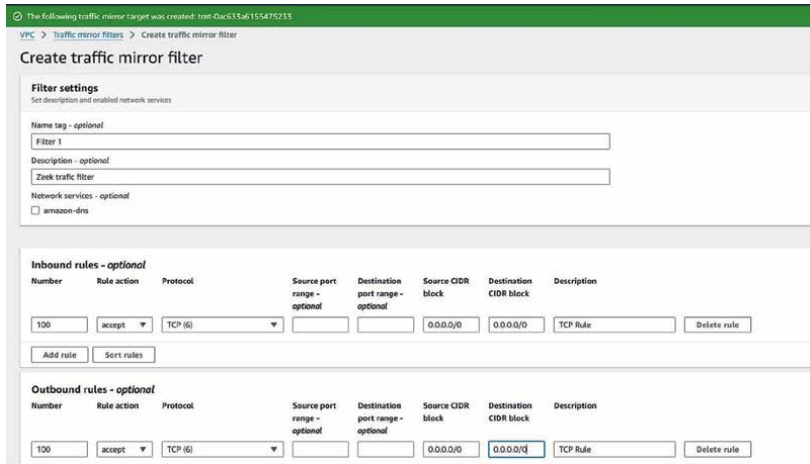 The following traffic mirror target was created: tmt-0ac633a6155475233
VPC > Traffic mirror filters > Create traffic mirror filter
Create traffic mirror filter
Filter settings
Set description and enabled network services
Name tag - optional
Filter 1
Description - optional
Zeek trafic filter
Network services - optional
amazon-dns
Inbound rules - optional
Number Rule action Protocol Source port range - optional Destination port range - optional Source CIDR block Destination CIDR block Description
100 accept TCP (6) 0.0.0.0/0 0.0.0.0/0 TCP Rule Delete rule
Add rule Sort rules
Outbound rules - optional
Number Rule action Protocol Source port range - optional Destination port range - optional Source CIDR block Destination CIDR block Description
100 accept TCP (6) 0.0.0.0/0 0.0.0.0/0 TCP Rule Delete rule